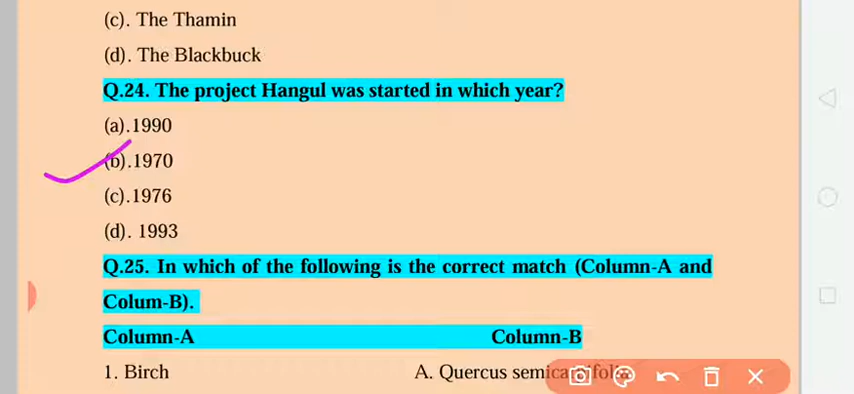 (c). The Thamin
(d). The Blackbuck
Q.24. The project Hangul was started in which year?
(a).1990
(b).1970
(c).1976
(d). 1993
Q.25. In which of the following is the correct match (Column-A and
Colum-B).
Column-A Column-B
1. Birch A. Quercus